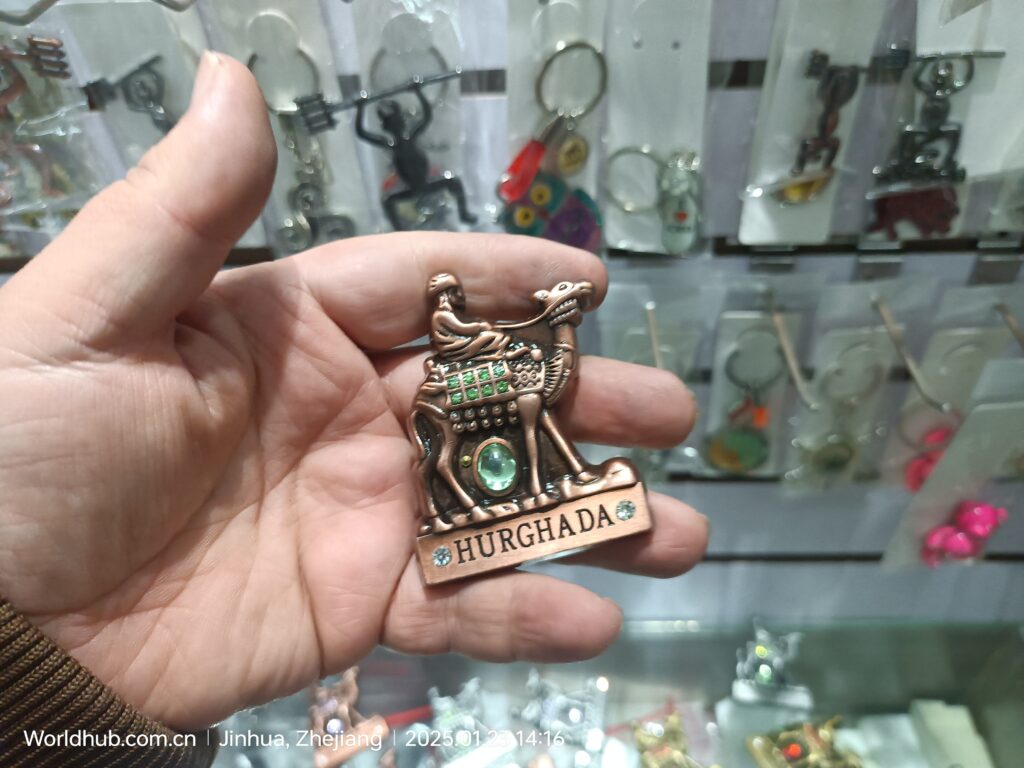 HURGHADA
Worldhub.com.cn | Jinhua, Zhejiang | 2025.01.23 14:16